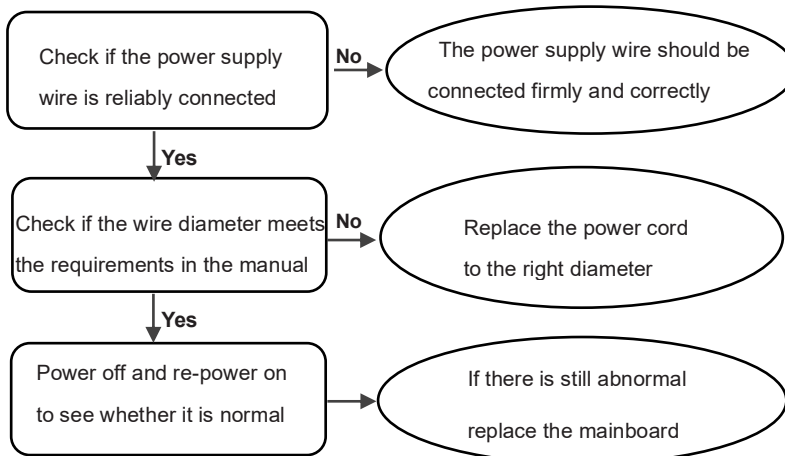 Check if the power supply
wire is reliably connected
No
The power supply wire should be
connected firmly and correctly
Yes
Check if the wire diameter meets
the requirements in the manual
No
Replace the power cord
to the right diameter
Yes
Power off and re-power on
to see whether it is normal
If there is still abnormal
replace the mainboard